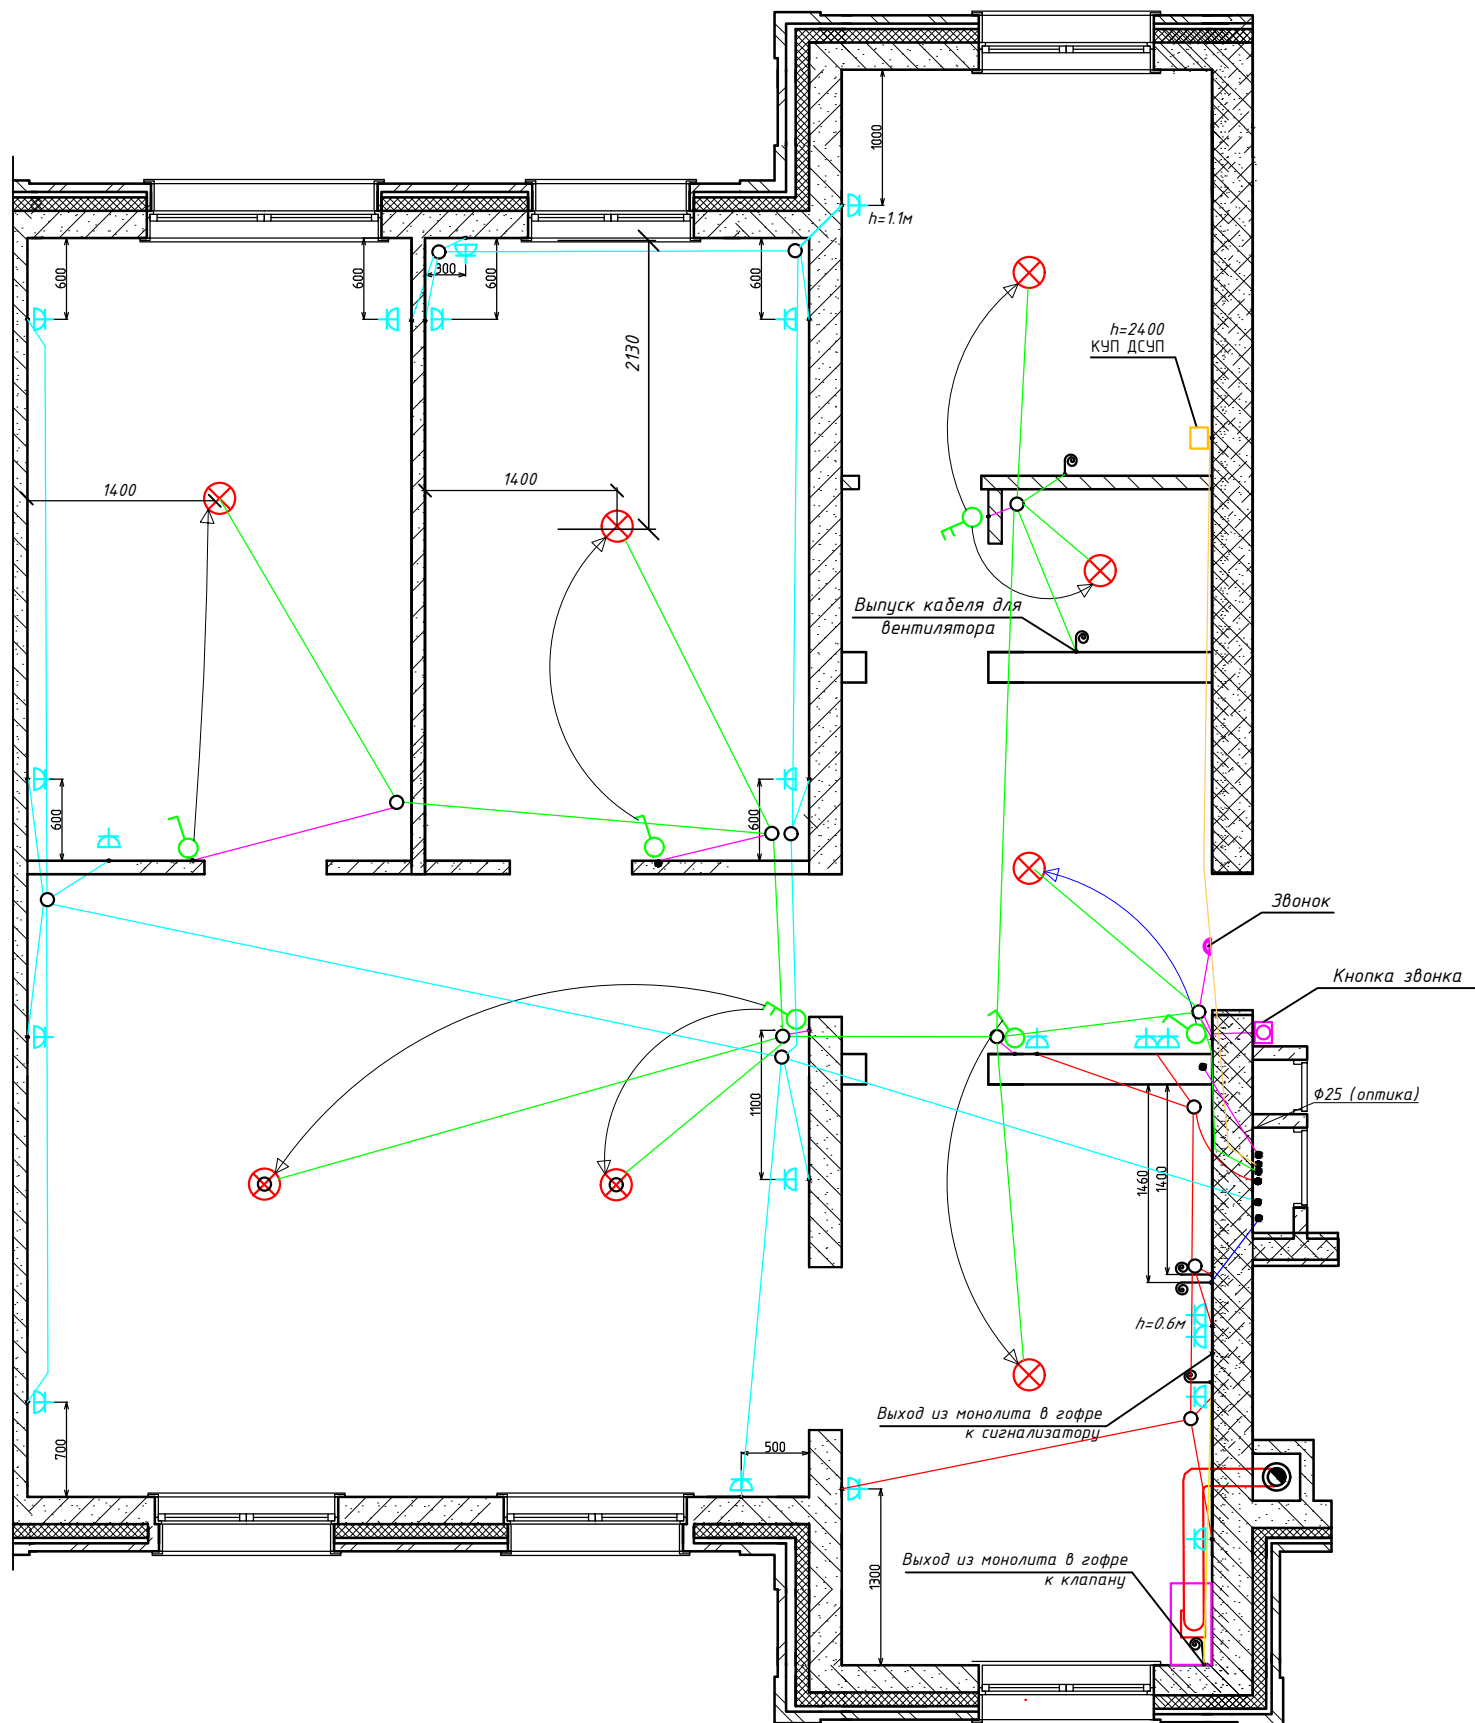 1000
h=1.1м
600
600
300
600
600
2130
h=2400
КУП ДСУП
1400
1400
Выпуск кабеля для
вентилятора
600
600
Звонок
Кнопка звонка
1100
Ф25 (оптика)
1460
1400
h=0.6м
Выход из монолита в гофре
к сигнализатору
700
500
1300
Выход из монолита в гофре
к клапану